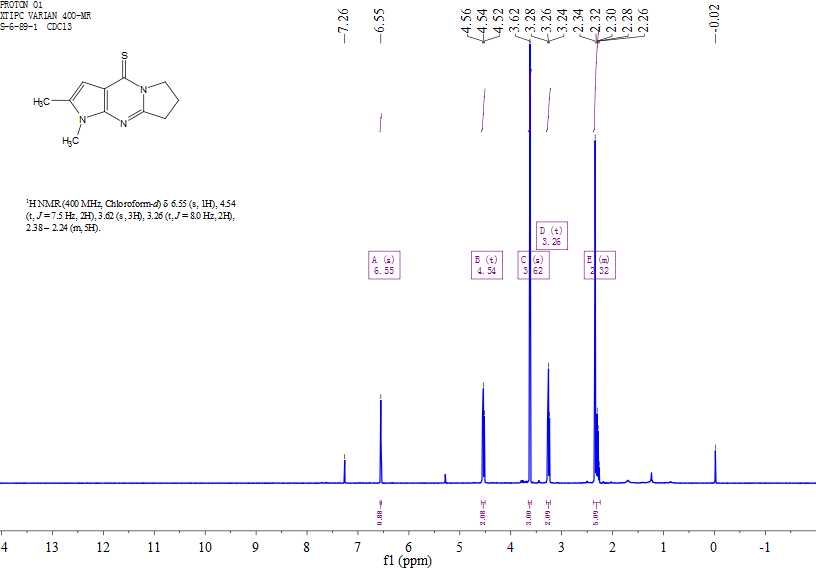 PROTON 01
XTIPC VARIAN 400-MR
S-6-89-1 CDCl3
7.26
6.55
4.56
4.54
4.52
3.62
3.28
3.26
3.24
2.34
2.32
2.30
2.28
2.26
-0.02
S
N
H₃C
N
N
H₃C
¹H NMR (400 MHz, Chloroform-d) δ 6.55 (s, 1H), 4.54
(t, J = 7.5 Hz, 2H), 3.62 (s, 3H), 3.26 (t, J = 8.0 Hz, 2H),
2.38 – 2.24 (m, 5H).
D (t)
3.26
A (s)
6.55
B (t)
4.54
C (s)
3.62
E (m)
2.32
0.88
2.08
3.00
2.09
5.09
4 13 12 11 10 9 8 7 6 5 4 3 2 1 0 -1
f1 (ppm)